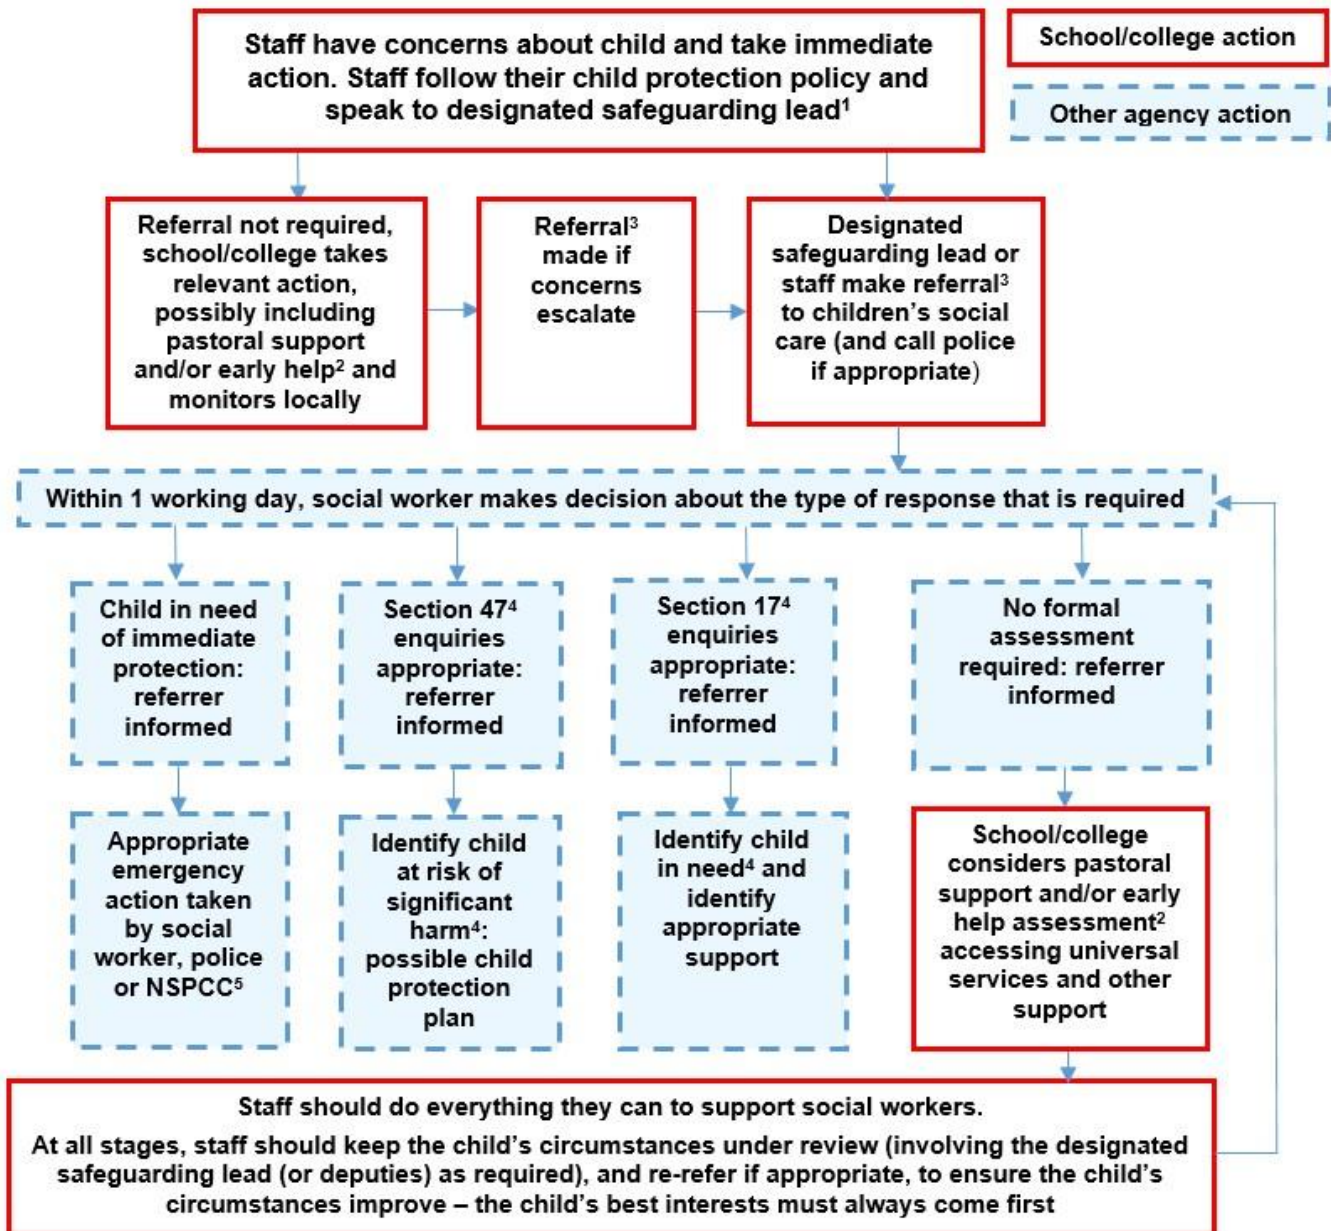 Staff have concerns about child and take immediate
action. Staff follow their child protection policy and
speak to designated safeguarding lead¹
School/college action
Other agency action
Referral not required,
school/college takes
relevant action,
possibly including
pastoral support
and/or early help² and
monitors locally
Referral³
made if
concerns
escalate
Designated
safeguarding lead or
staff make referral³
to children’s social
care (and call police
if appropriate)
Within 1 working day, social worker makes decision about the type of response that is required
Child in need
of immediate
protection:
referrer
informed
Section 47⁴
enquiries
appropriate:
referrer
informed
Section 17⁴
enquiries
appropriate:
referrer
informed
No formal
assessment
required: referrer
informed
Appropriate
emergency
action taken
by social
worker, police
or NSPCC⁵
Identify child
at risk of
significant
harm⁴:
possible child
protection
plan
Identify child
in need⁴ and
identify
appropriate
support
School/college
considers pastoral
support and/or early
help assessment²
accessing universal
services and other
support
Staff should do everything they can to support social workers.
At all stages, staff should keep the child’s circumstances under review (involving the designated
safeguarding lead (or deputies) as required), and re-refer if appropriate, to ensure the child’s
circumstances improve – the child’s best interests must always come first